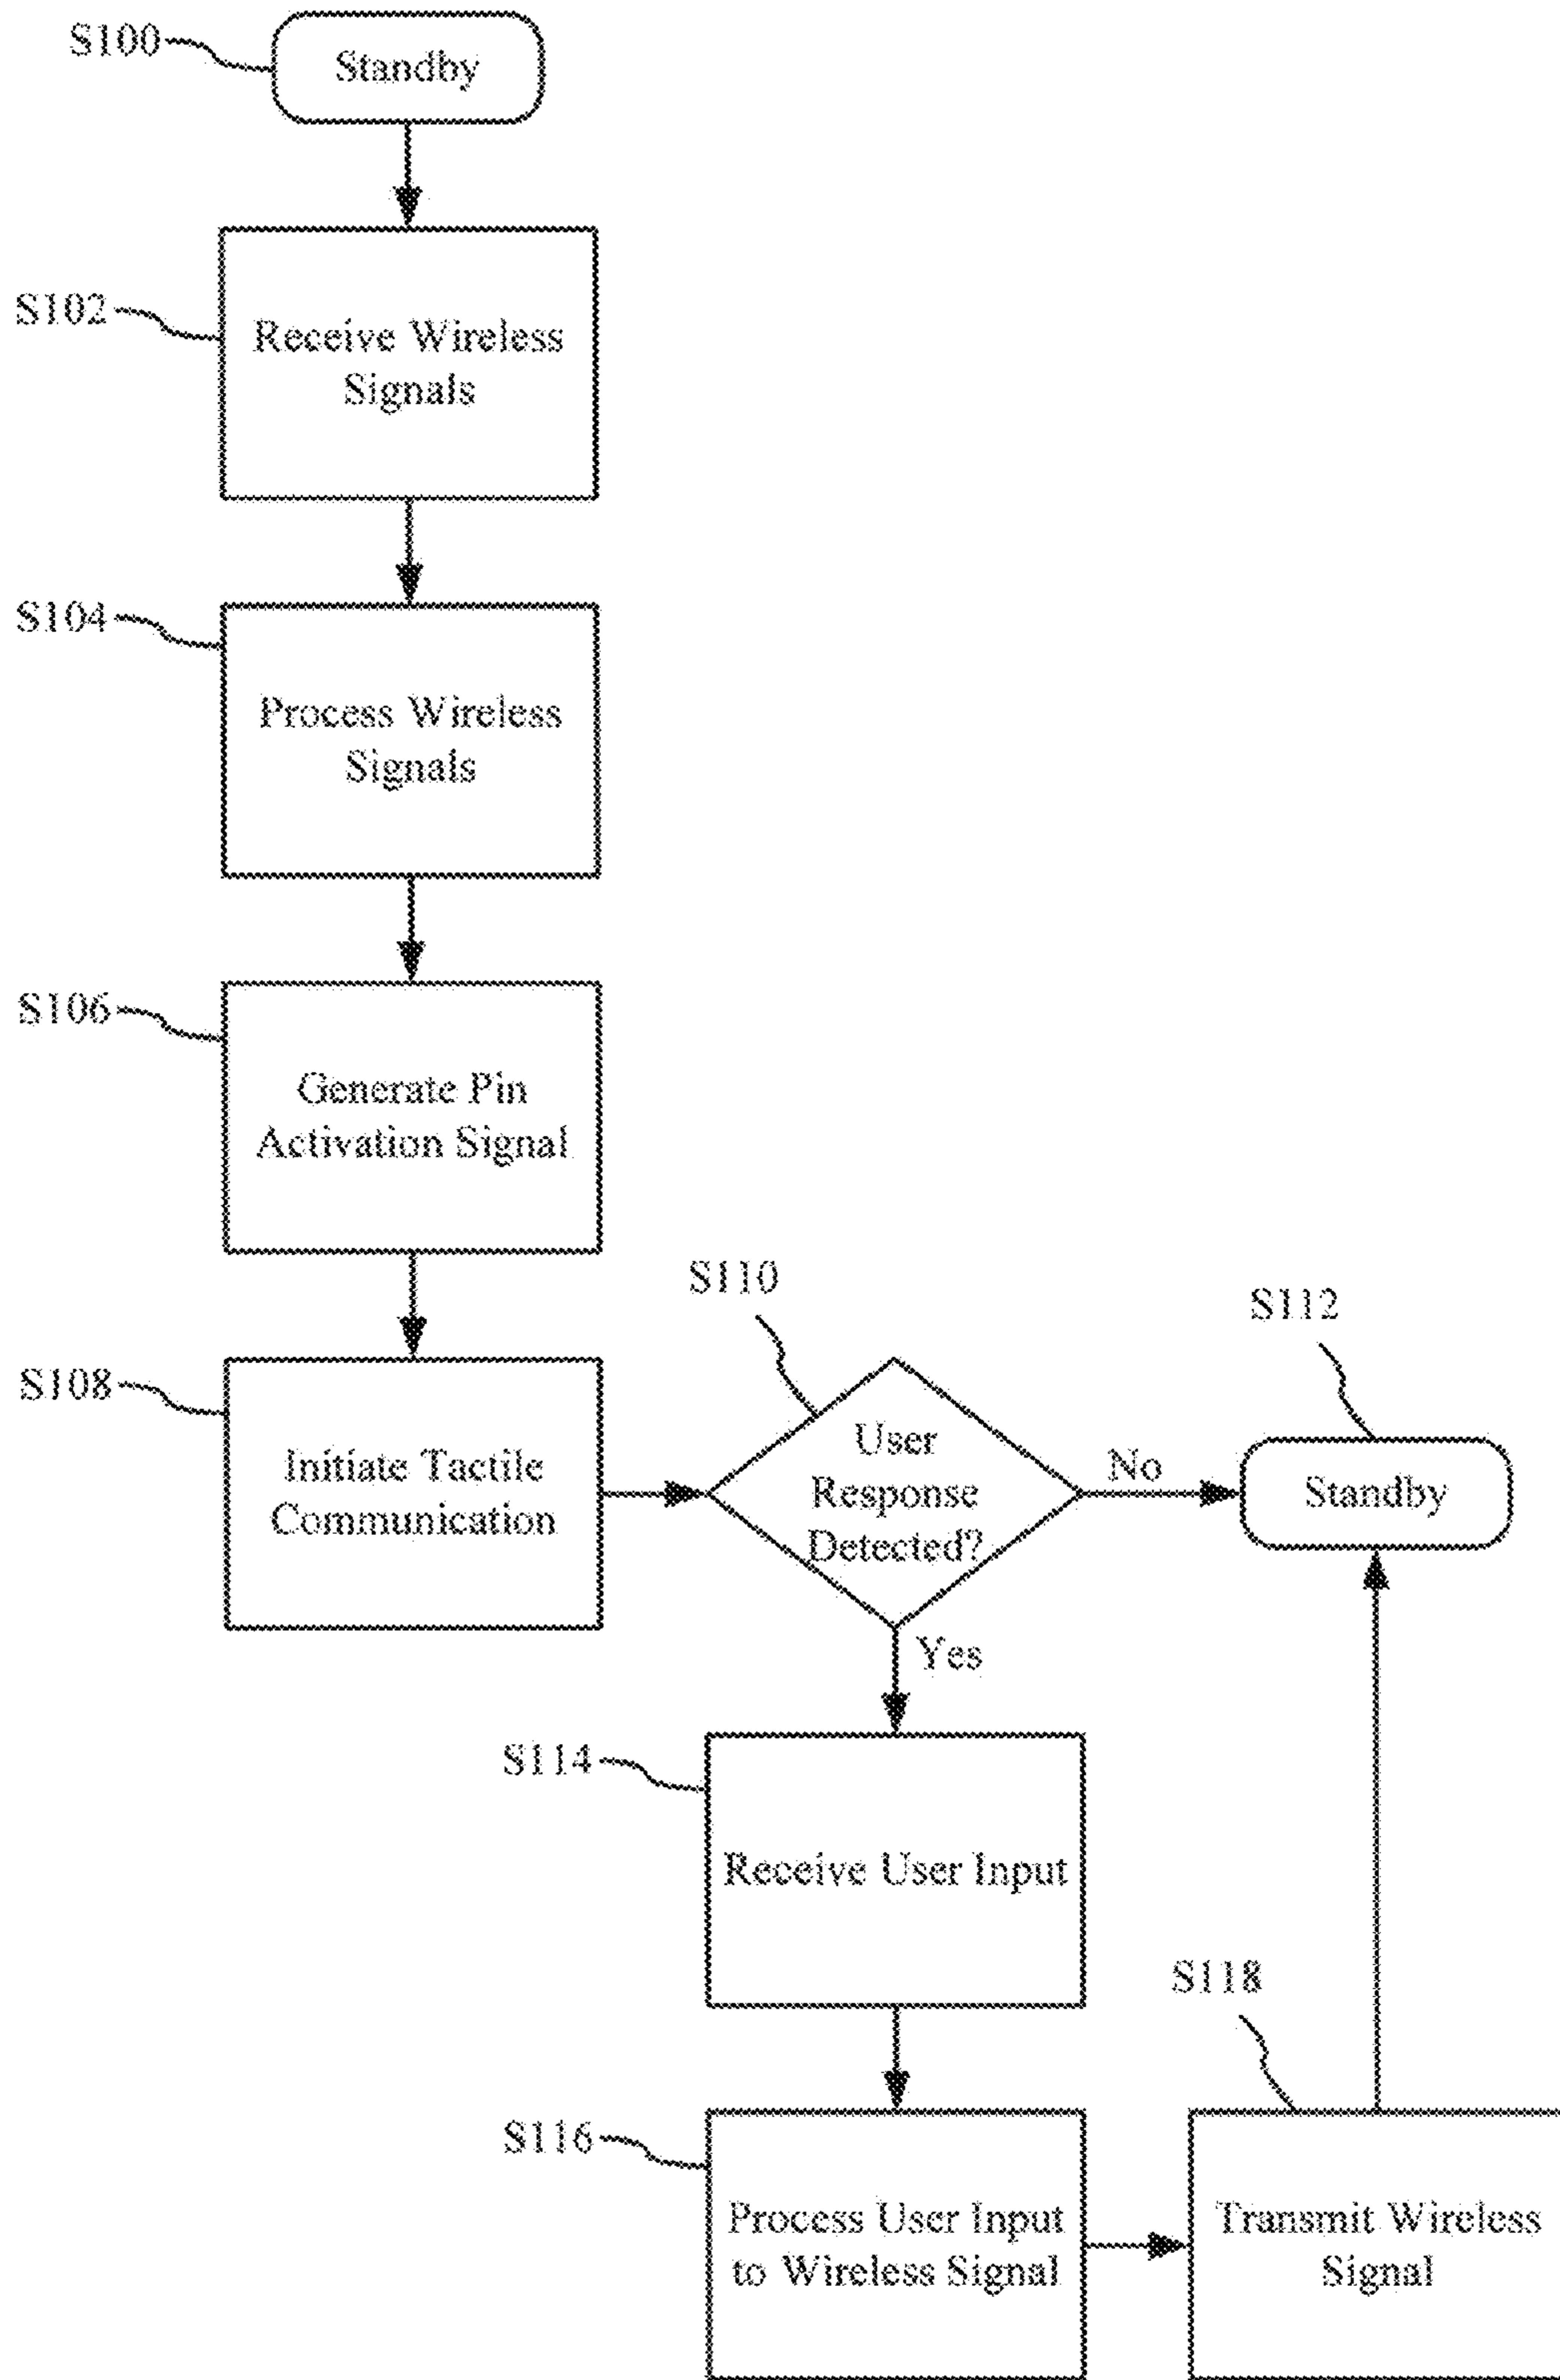 S100
Standby
S102
Receive Wireless
Signals
S104
Process Wireless
Signals
S106
Generate Pin
Activation Signal
S108
Initiate Tactile
Communication
S110
User
Response
Detected?
No
S112
Standby
Yes
S114
Receive User Input
S116
Process User Input
to Wireless Signal
S118
Transmit Wireless
Signal